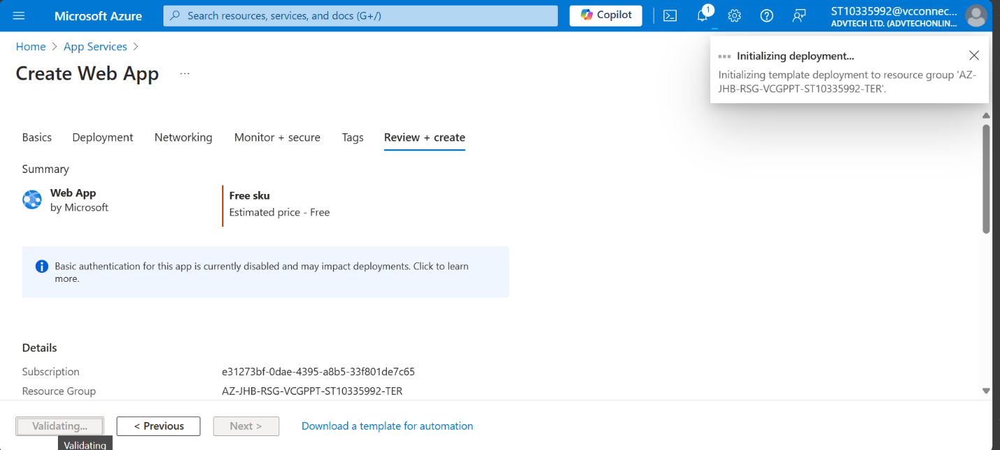 Microsoft Azure
Search resources, services, and docs (G+/)
Copilot
1
ST10335992@vcconnec...
ADVTECH LTD. (ADVTECHONLIN...
Home > App Services >
Create Web App ...
Initializing deployment...
Initializing template deployment to resource group 'AZ-
JHB-RSG-VCGPPT-ST10335992-TER'.
Basics Deployment Networking Monitor + secure Tags Review + create
Summary
Web App
by Microsoft
Free sku
Estimated price - Free
Basic authentication for this app is currently disabled and may impact deployments. Click to learn
more.
Details
Subscription e31273bf-0dae-4395-a8b5-33f801de7c65
Resource Group AZ-JHB-RSG-VCGPPT-ST10335992-TER
Validating... < Previous Next > Download a template for automation
Validating